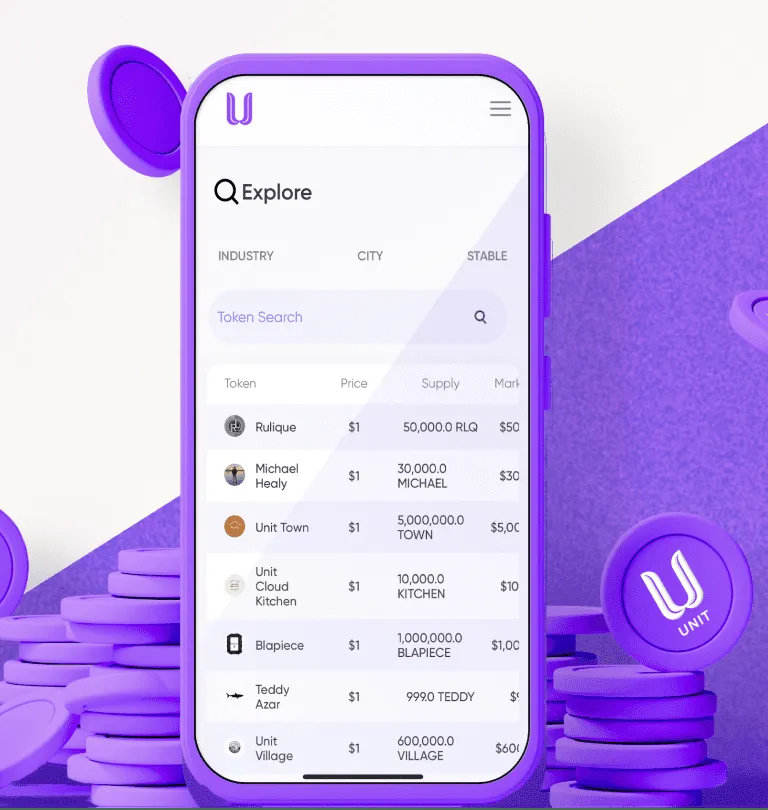 U
Explore
INDUSTRY CITY STABLE
Token Search
Token Price Supply Mark
Rulique $1 50,000.0 RLQ $50
Michael
Healy $1 30,000.0
MICHAEL $30
Unit Town $1 5,000,000.0
TOWN $5,00
Unit
Cloud
Kitchen $1 10,000.0
KITCHEN $10
Blapiece $1 1,000,000.0
BLAPIECE $1,00
Teddy
Azar $1 999.0 TEDDY $9
Unit
Village $1 600,000.0
VILLAGE $600
U
UNIT